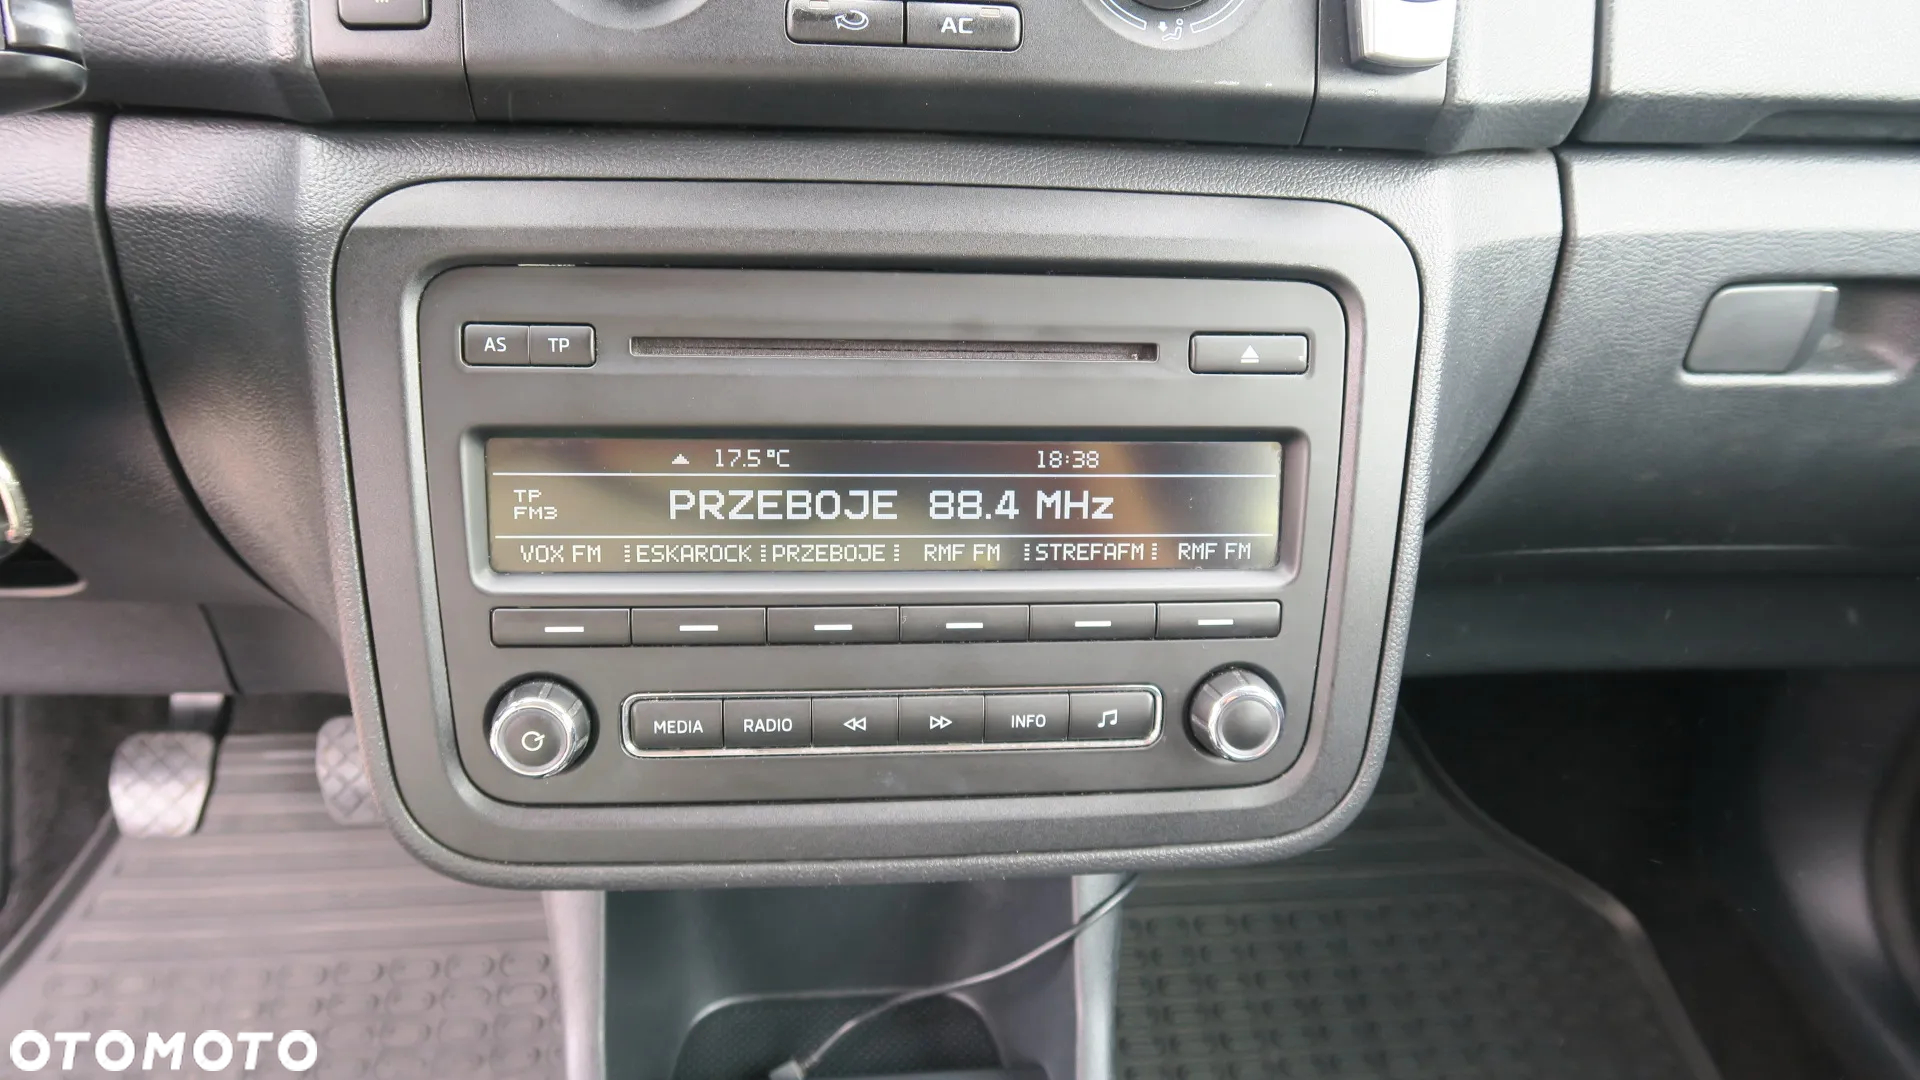 AC
AS TP
17.5°C 18:38
TP
FM3
PRZEBOJE 88.4 MHz
VOX FM ESKAROCK PRZEBOJE RMF FM STREFAFM RMF FM
MEDIA RADIO INFO
OTOMOTO